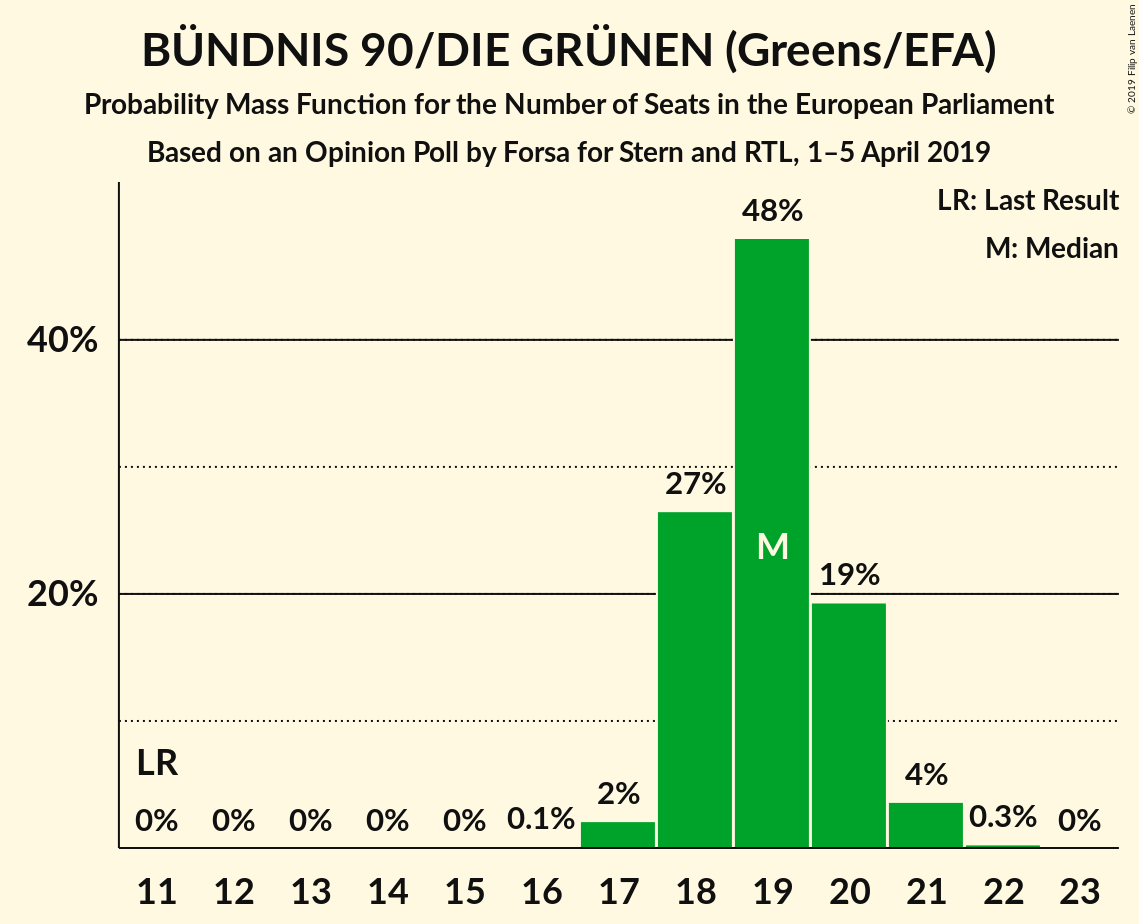 BÜNDNIS 90/DIE GRÜNEN (Greens/EFA)
Probability Mass Function for the Number of Seats in the European Parliament
Based on an Opinion Poll by Forsa for Stern and RTL, 1–5 April 2019
© 2019 Filip van Laenen
LR: Last Result
M: Median
48%
40%
27%
M
19%
20%
LR
0% 0% 0% 0% 0% 0.1% 2% 4% 0.3% 0%
11 12 13 14 15 16 17 18 19 20 21 22 23